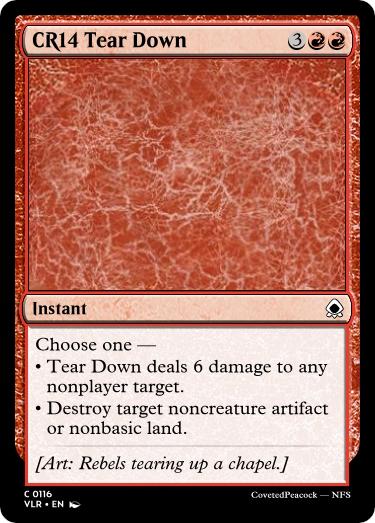 CR14 Tear Down
3
Instant
Choose one —
• Tear Down deals 6 damage to any
nonplayer target.
• Destroy target noncreature artifact
or nonbasic land.
[Art: Rebels tearing up a chapel.]
C 0116
VLR • EN
CovetedPeacock — NFS